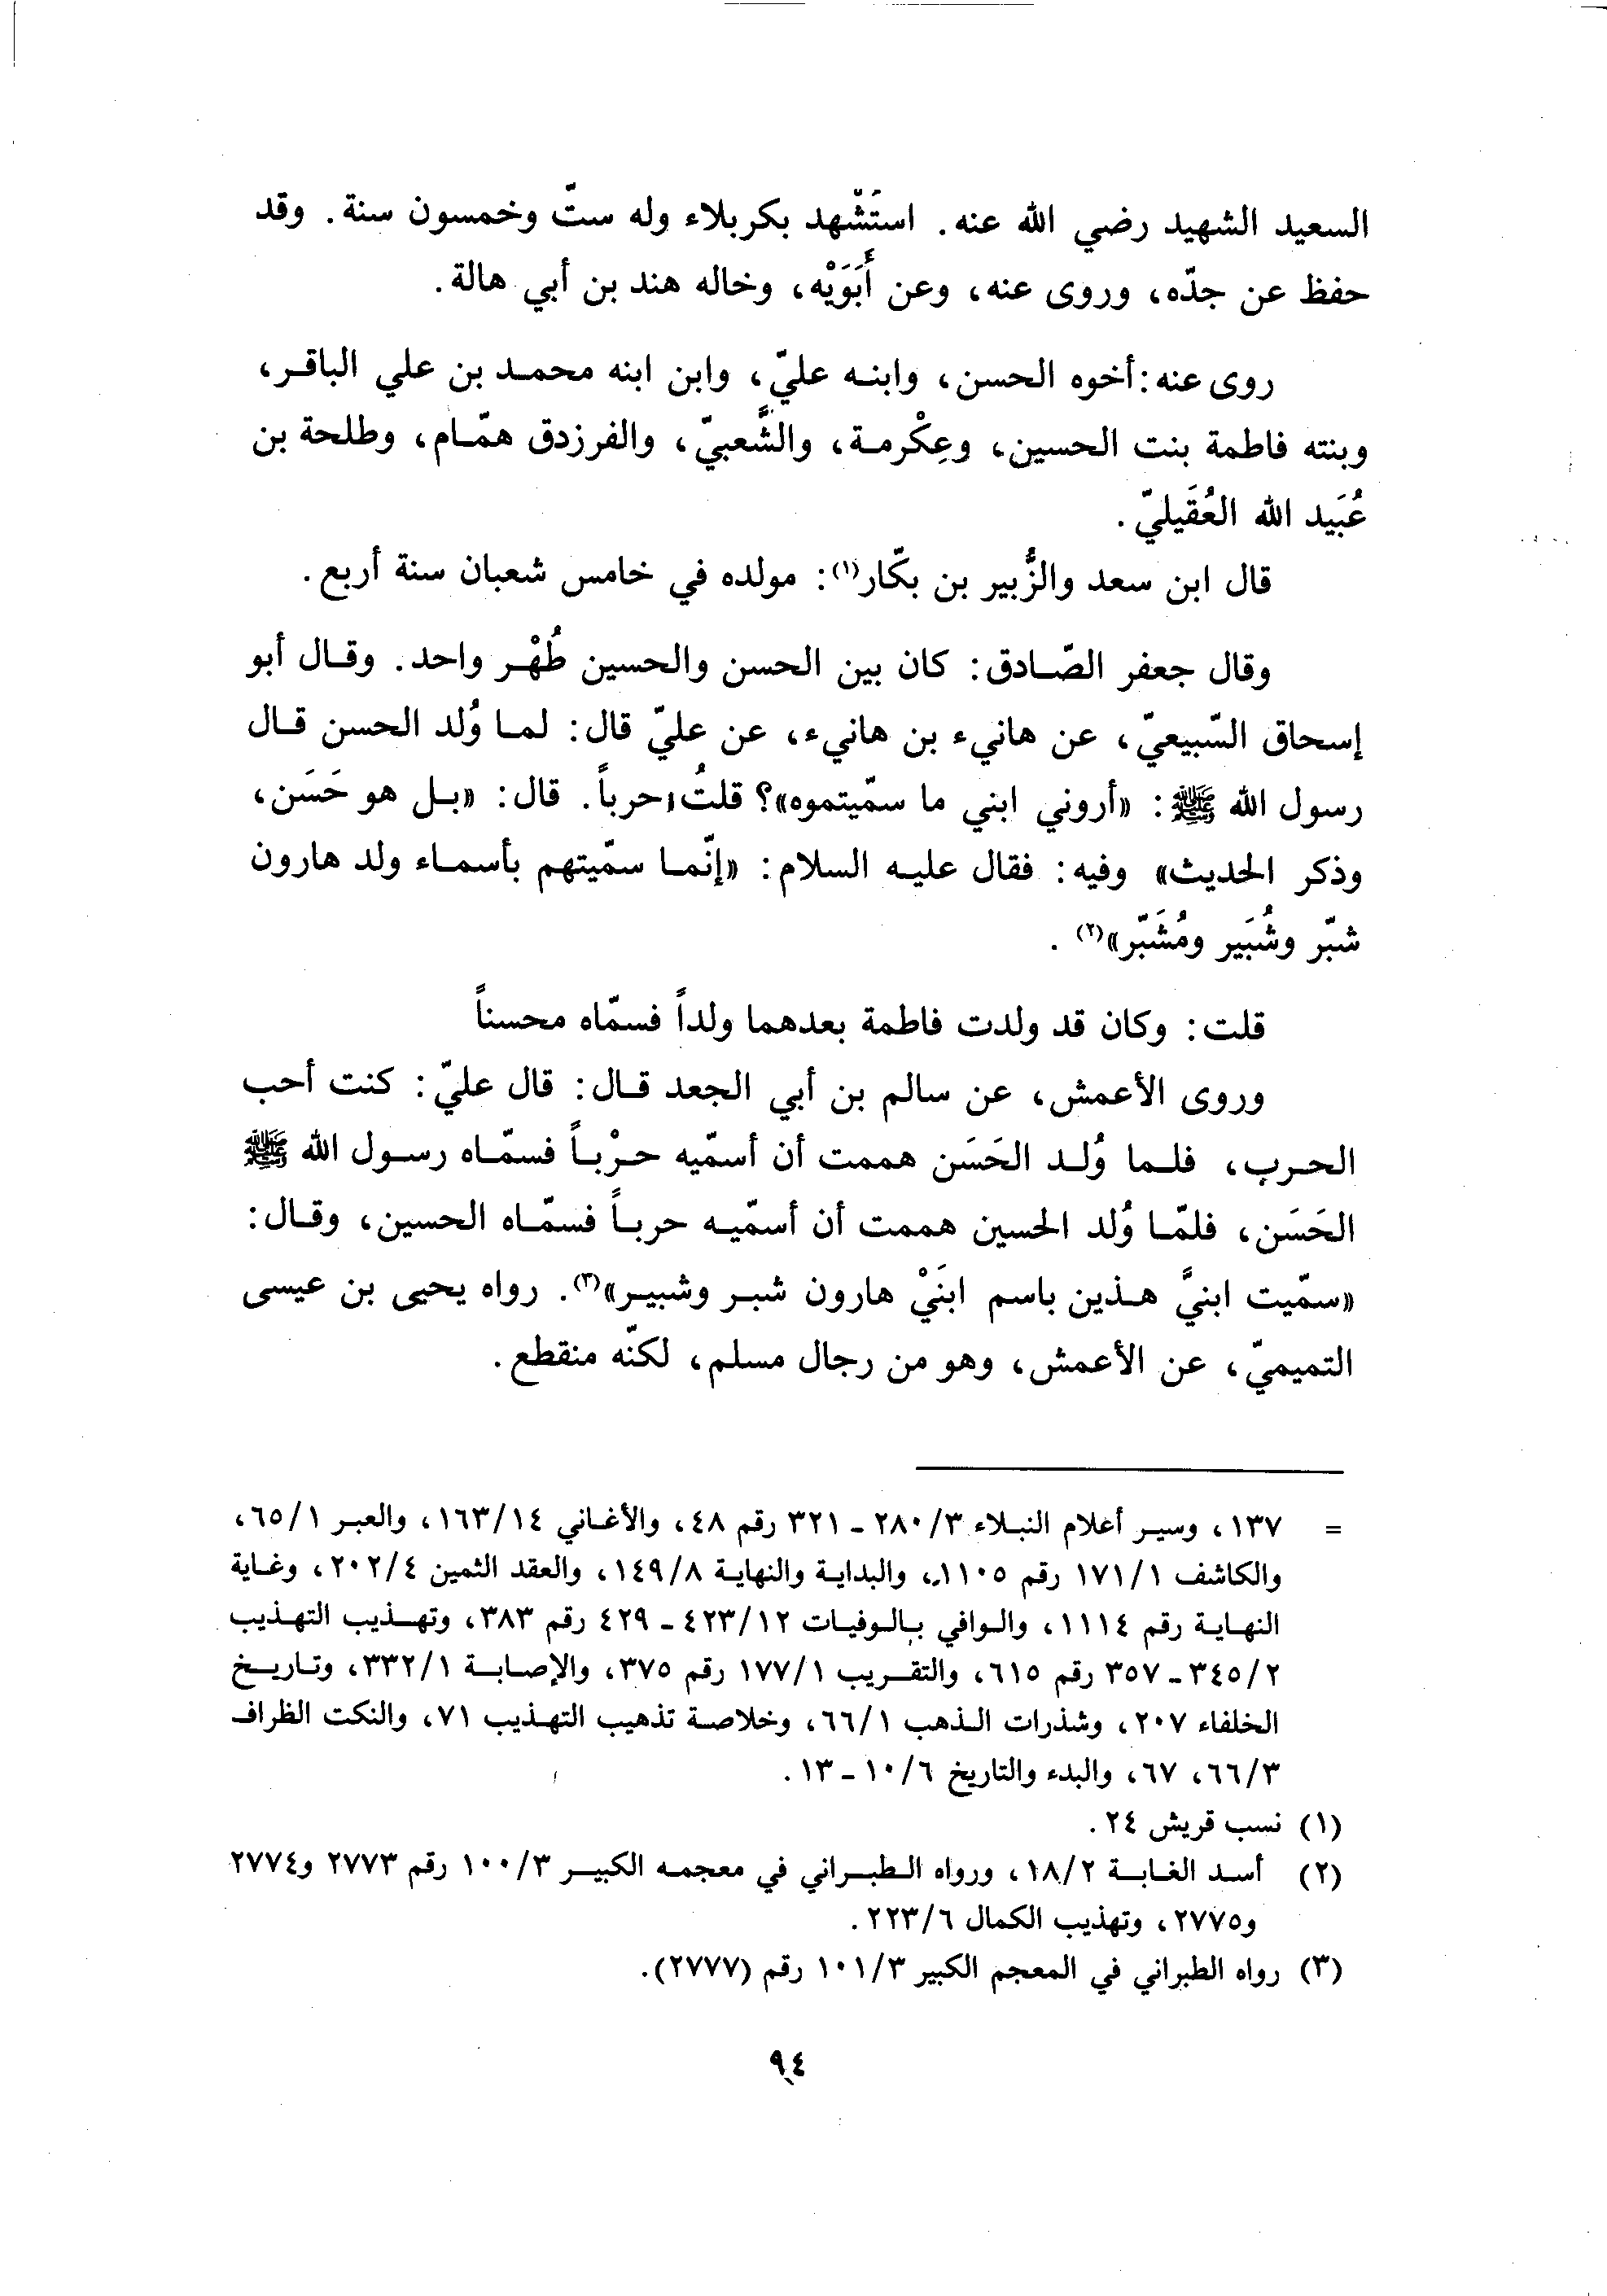 السعيد الشهيد رضي الله عنه. استُشْهد بكربلاء وله ستّ وخمسون سنة. وقد
حفظ عن جدّه، وروى عنه، وعن أَبَوَيْه، وخاله هند بن أبي هالة.
روى عنه: أخوه الحسن، وابنه عليّ، وابن ابنه محمد بن علي الباقر،
وبنته فاطمة بنت الحسين، وعِكْرمة، والشَّعبيّ، والفرزدق همّام، وطلحة بن
عُبَيد الله العُقَيليّ.
قال ابن سعد والزُّبير بن بكّار(١): مولده في خامس شعبان سنة أربع.
وقال جعفر الصّادق: كان بين الحسن والحسين طُهْر واحد. وقال أبو
إسحاق السّبيعيّ، عن هانيء بن هانيء، عن عليّ قال: لما وُلد الحسن قال
رسول الله ﷺ: «أروني ابني ما سمّيتموه»؟ قلتُ حرباً. قال: «بل هو حَسَن،
وذكر الحديث» وفيه: فقال عليه السلام: «إنّما سمّيتهم بأسماء ولد هارون
شبّر وشُبَير ومُشَبّر»(٢).
قلت: وكان قد ولدت فاطمة بعدهما ولداً فسمّاه محسناً
وروى الأعمش، عن سالم بن أبي الجعد قال: قال عليّ: كنت أحب
الحرب، فلما وُلد الحَسَن هممت أن أسمّيه حرْباً فسمّاه رسول الله ﷺ
الحَسَن، فلمّا وُلد الحسين هممت أن أسمّيه حرباً فسمّاه الحسين، وقال:
«سمّيت ابنيَّ هذين باسم ابنَيْ هارون شبر وشبير»(٣). رواه يحيى بن عيسى
التميميّ، عن الأعمش، وهو من رجال مسلم، لكنّه منقطع.
= ١٣٧، وسير أعلام النبلاء ٢٨٠/٣ - ٣٢١ رقم ٤٨، والأغاني ١٦٣/١٤، والعبر ٦٥/١،
والكاشف ١٧١/١ رقم ١١٠٥، والبداية والنهاية ١٤٩/٨، والعقد الثمين ٢٠٢/٤، وغاية
النهاية رقم ١١١٤، والوافي بالوفيات ٤٢٣/١٢ - ٤٢٩ رقم ٣٨٣، وتهذيب التهذيب
٣٤٥/٢ - ٣٥٧ رقم ٦١٥، والتقريب ١٧٧/١ رقم ٣٧٥، والإصابة ٣٣٢/١، وتاريخ
الخلفاء ٢٠٧، وشذرات الذهب ٦٦/١، وخلاصة تذهيب التهذيب ٧١، والنكت الظراف
٦٦/٣، ٦٧، والبدء والتاريخ ١٠/٦ - ١٣.
(١) نسب قريش ٢٤.
(٢) أسد الغابة ١٨/٢، ورواه الطبراني في معجمه الكبير ١٠٠/٣ رقم ٢٧٧٣ و٢٧٧٤
و٢٧٧٥، وتهذيب الكمال ٢٢٣/٦.
(٣) رواه الطبراني في المعجم الكبير ١٠١/٣ رقم (٢٧٧٧).
٩٤